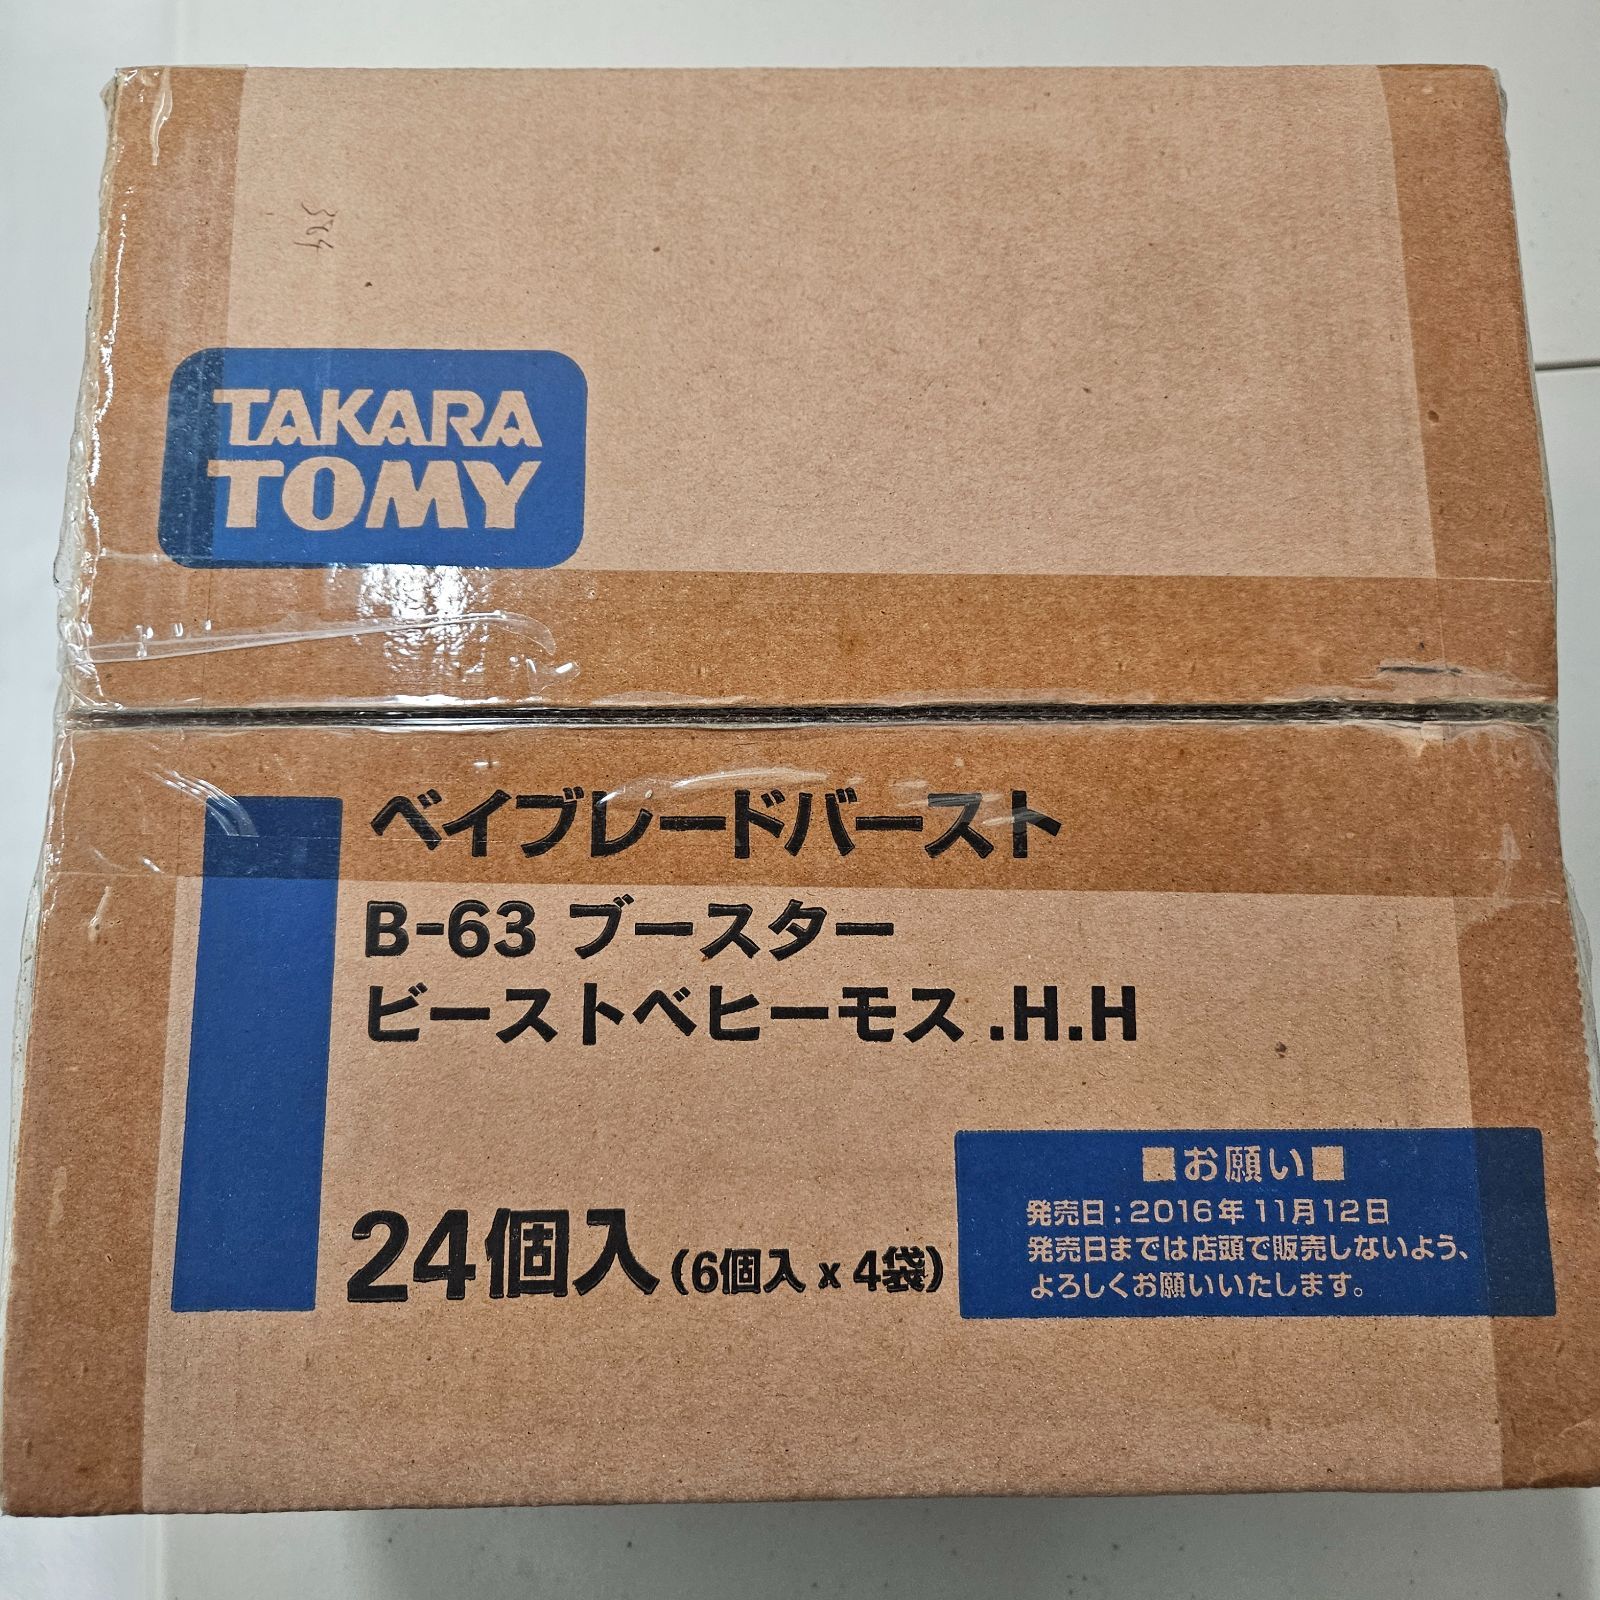 TAKARA
TOMY
ベイブレードバースト
B-63 ブースター
ビーストベヒーモス.H.H
24個入(6個入x4袋)
■お願い■
発売日:2016年11月12日
発売日までは店頭で販売しないよう、
よろしくお願いいたします。